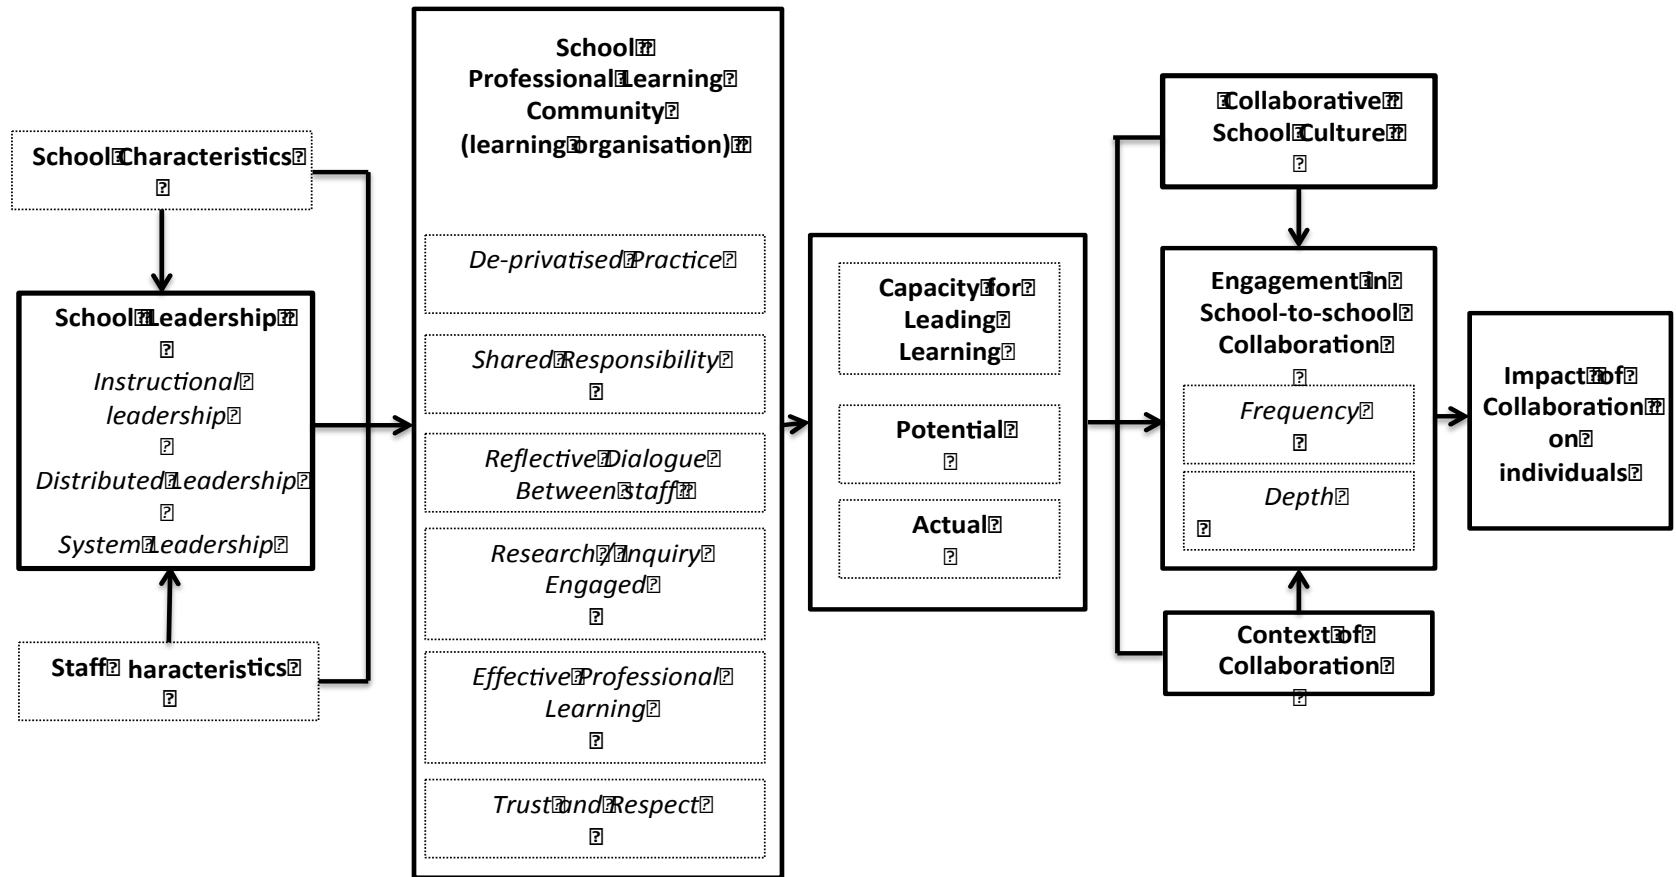 School Characteristics
School Leadership
Instructional
leadership
Distributed Leadership
System Leadership
Staff haracteristics
School
Professional Learning
Community
(learning organisation)
De-privatised Practice
Shared Responsibility
Reflective Dialogue
Between staff
Research / Inquiry
Engaged
Effective Professional
Learning
Trust and Respect
Capacity for
Leading
Learning
Potential
Actual
Collaborative
School Culture
Engagement in
School-to-school
Collaboration
Frequency
Depth
Context of
Collaboration
Impact of
Collaboration
on
individuals